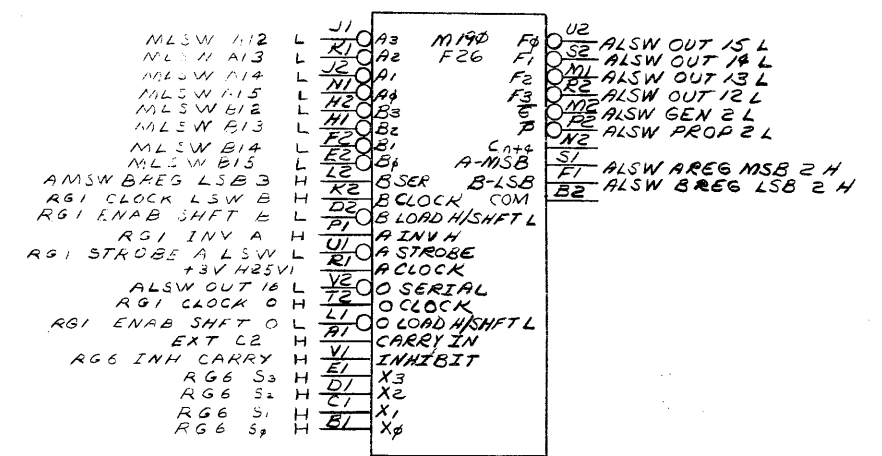 MLSW A12 L J1 A3 M190 F0 U2 ALSW OUT 15 L
MLSW A13 L K1 A2 F26 F1 S2 ALSW OUT 14 L
MLSW A14 L J2 A1 F2 M1 ALSW OUT 13 L
MLSW A15 L N1 A0 F3 R2 ALSW OUT 12 L
MLSW B12 L H2 B3 G M2 ALSW GEN 2 L
MLSW B13 L H1 B2 P P2 ALSW PROP 2 L
MLSW B14 L F2 B1 Cn+4 N2
MLSW B15 L E2 B0 A-MSB S1 ALSW AREG MSB 2 H
AMSW BREG LSB 3 H L2 B SER B-LSB F1 ALSW BREG LSB 2 H
RG1 CLOCK LSW B H K2 B CLOCK COM B2
RG1 ENAB SHFT B L D2 B LOAD H/SHFT L
RG1 INV A H P1 A INV H
RG1 STROBE A LSW L U1 A STROBE
+3V H25V1 R1 A CLOCK
ALSW OUT 16 L V2 O SERIAL
RG1 CLOCK O H T2 O CLOCK
RG1 ENAB SHFT O L L1 O LOAD H/SHFT L
EXT C2 H A1 CARRY IN
RG6 INH CARRY H V1 INHIBIT
RG6 S3 H E1 X3
RG6 S2 H D1 X2
RG6 S1 H C1 X1
RG6 S0 H B1 X0